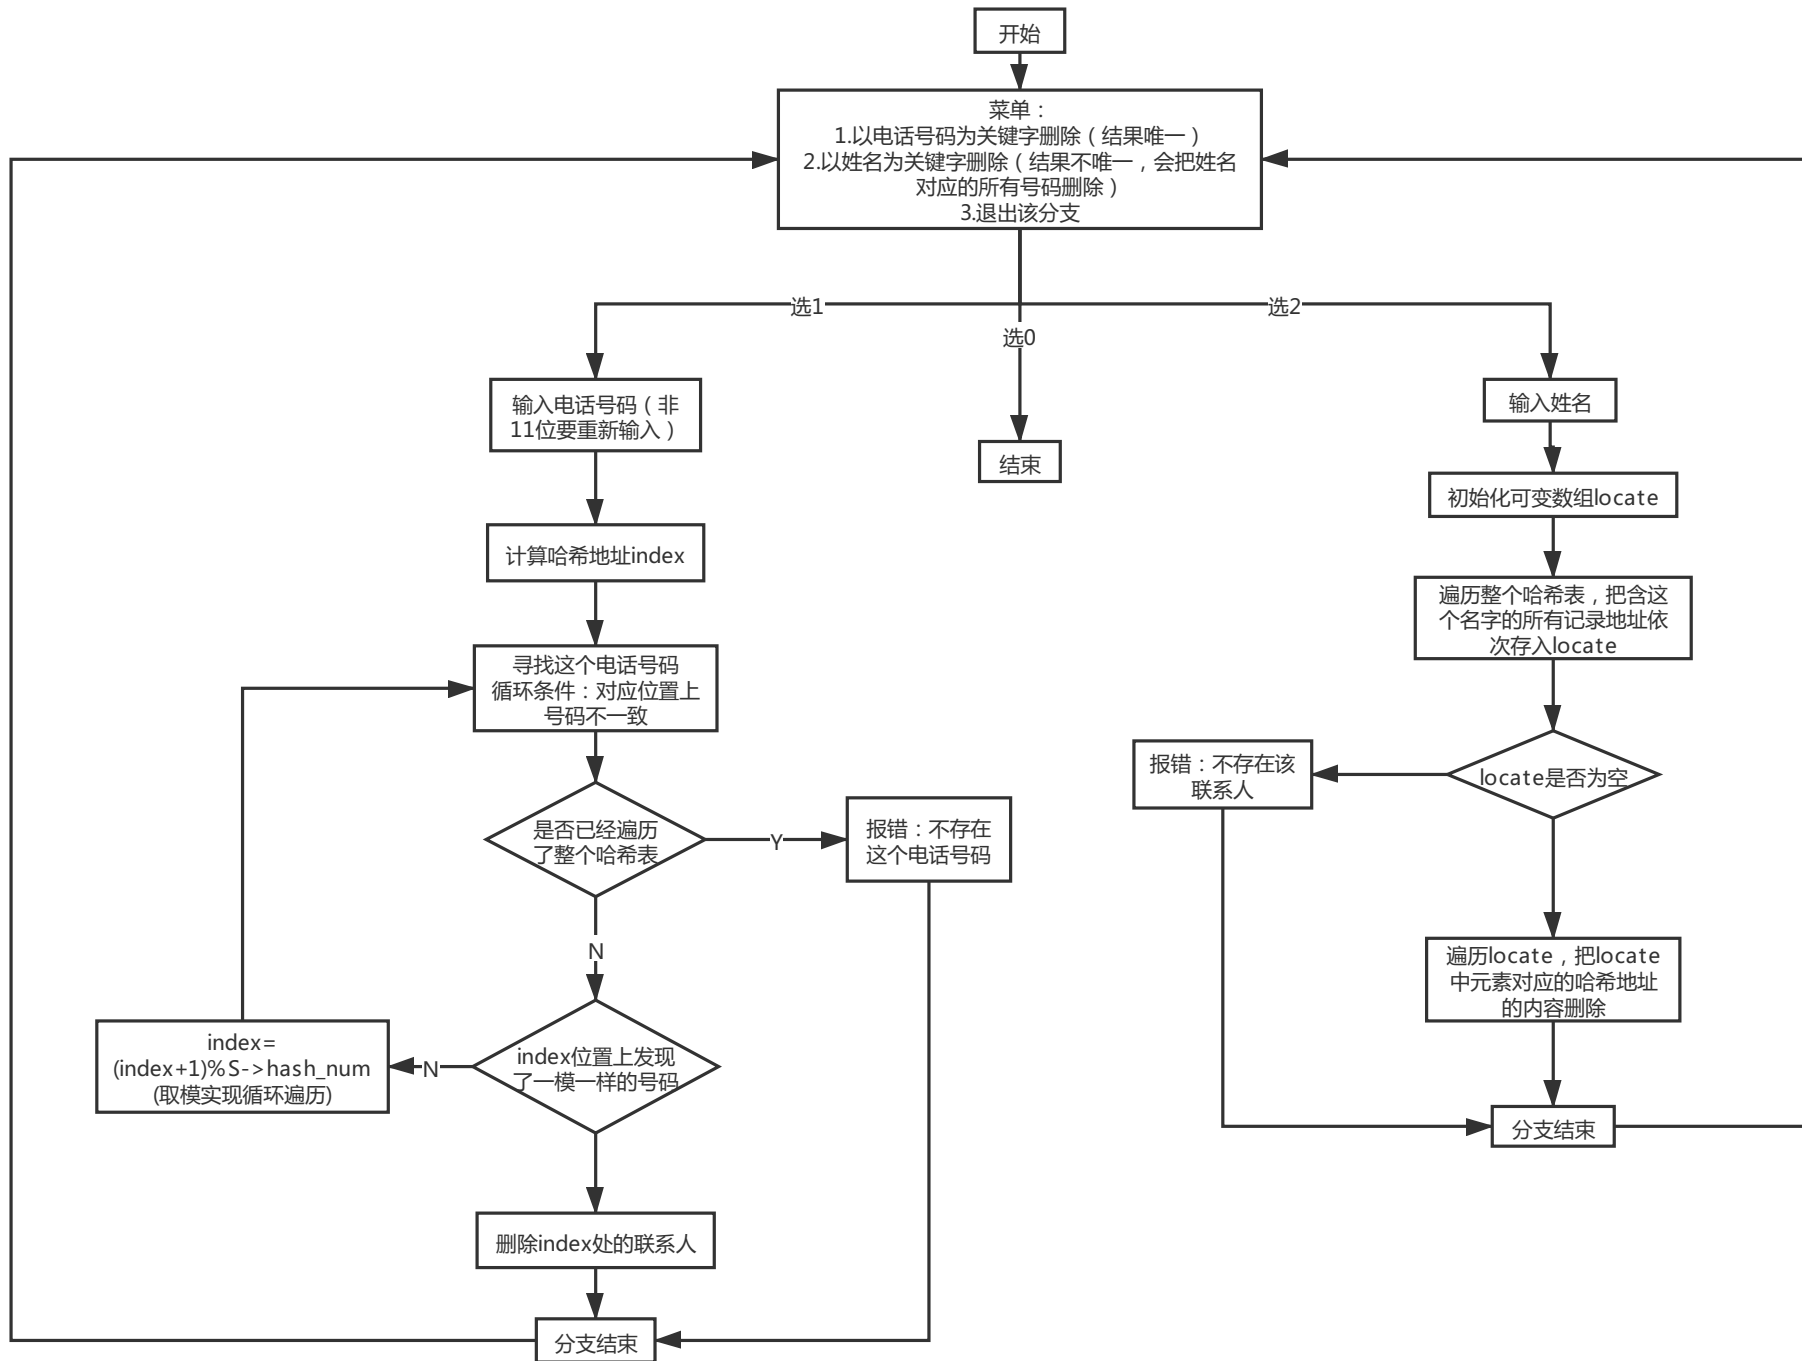 开始
菜单：
1.以电话号码为关键字删除（结果唯一）
2.以姓名为关键字删除（结果不唯一，会把姓名
对应的所有号码删除）
3.退出该分支
选1
选0
选2
输入电话号码（非
11位要重新输入）
计算哈希地址index
寻找这个电话号码
循环条件：对应位置上
号码不一致
是否已经遍历
了整个哈希表
Y
报错：不存在
这个电话号码
N
index位置上发现
了一模一样的号码
N
index=
(index+1)%S->hash_num
(取模实现循环遍历)
删除index处的联系人
分支结束
结束
输入姓名
初始化可变数组locate
遍历整个哈希表，把含这
个名字的所有记录地址依
次存入locate
locate是否为空
报错：不存在该
联系人
遍历locate，把locate
中元素对应的哈希地址
的内容删除
分支结束